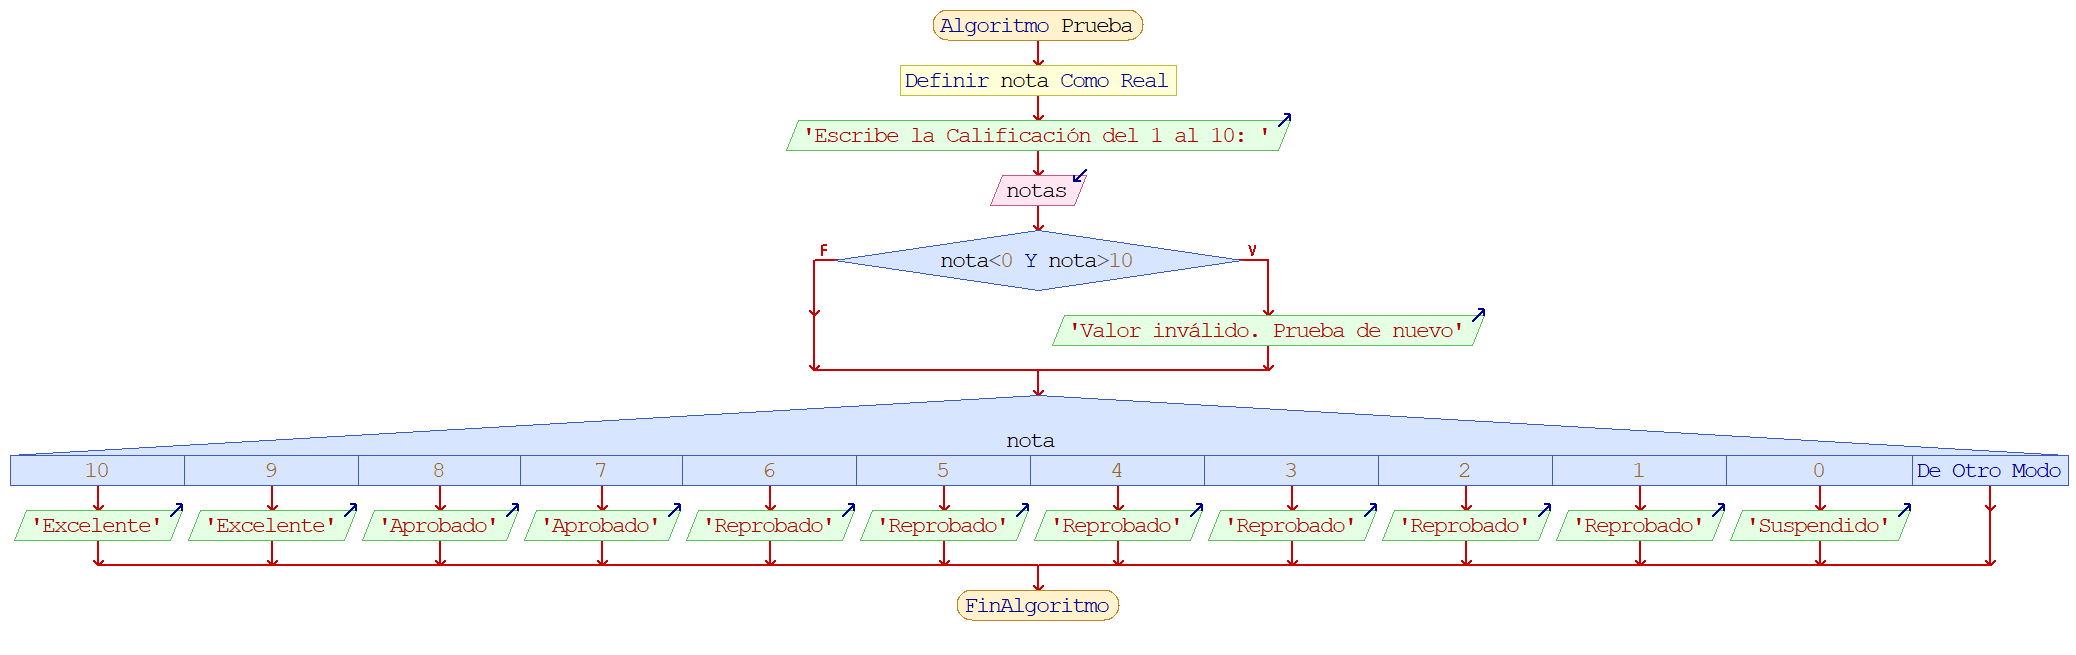 Algoritmo Prueba
Definir nota Como Real
'Escribe la Calificación del 1 al 10: '
notas
F
V
nota<0 Y nota>10
'Valor inválido. Prueba de nuevo'
nota
10 9 8 7 6 5 4 3 2 1 0 De Otro Modo
'Excelente' 'Excelente' 'Aprobado' 'Aprobado' 'Reprobado' 'Reprobado' 'Reprobado' 'Reprobado' 'Reprobado' 'Reprobado' 'Suspendido'
FinAlgoritmo